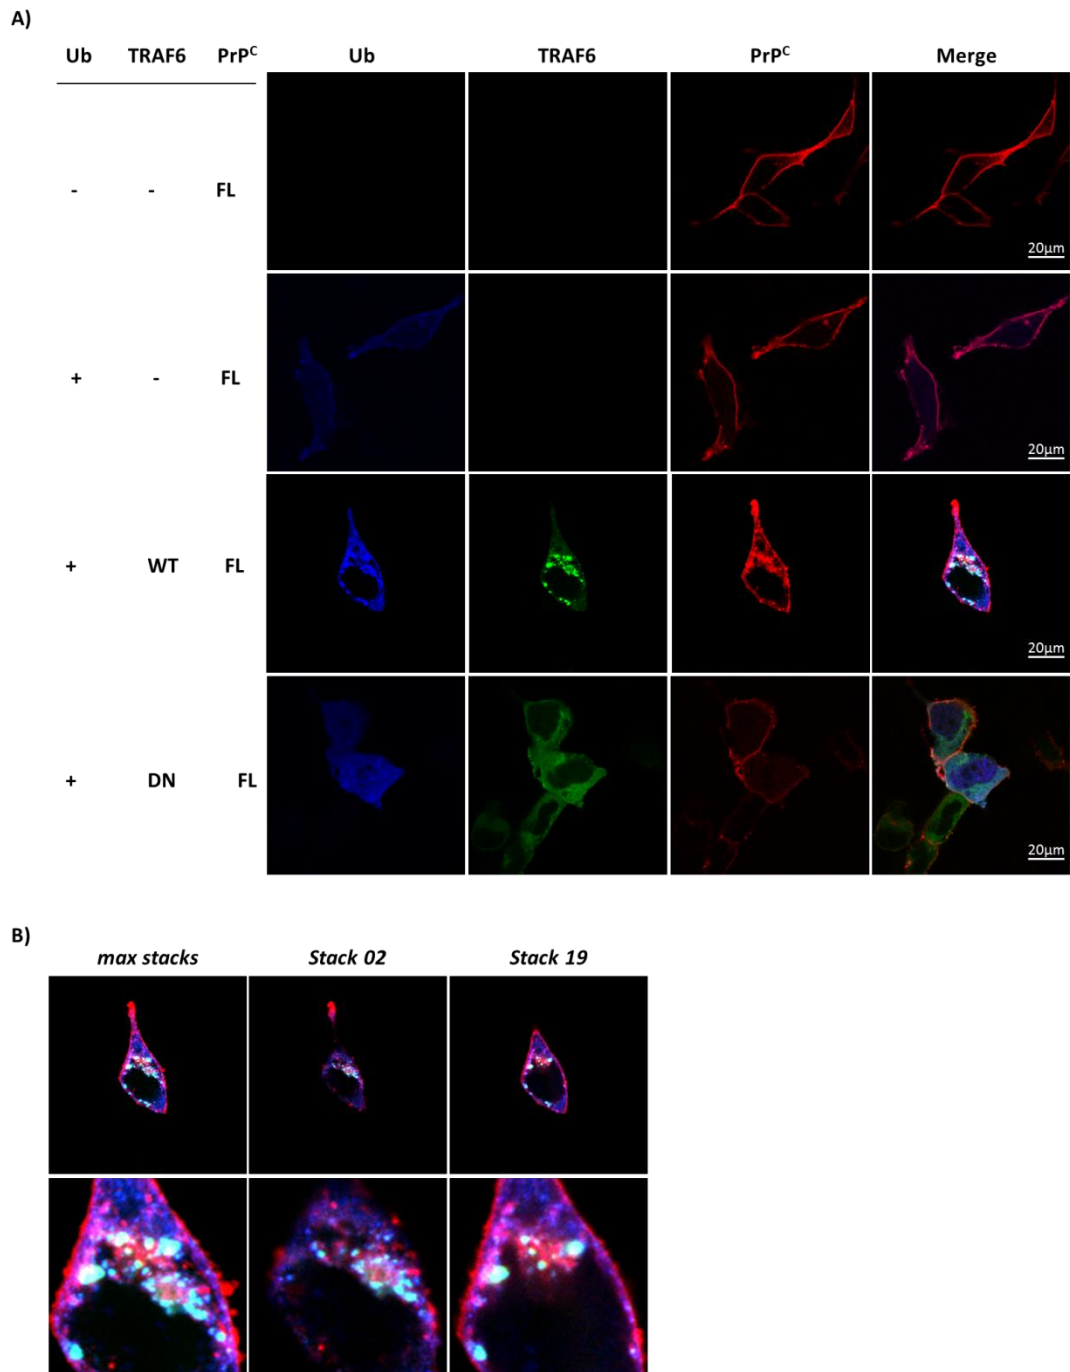 A)
Ub TRAF6 PrPᶜ Ub TRAF6 PrPᶜ Merge
- - FL
20µm
+ - FL
20µm
+ WT FL
20µm
+ DN FL
20µm
B)
max stacks Stack 02 Stack 19